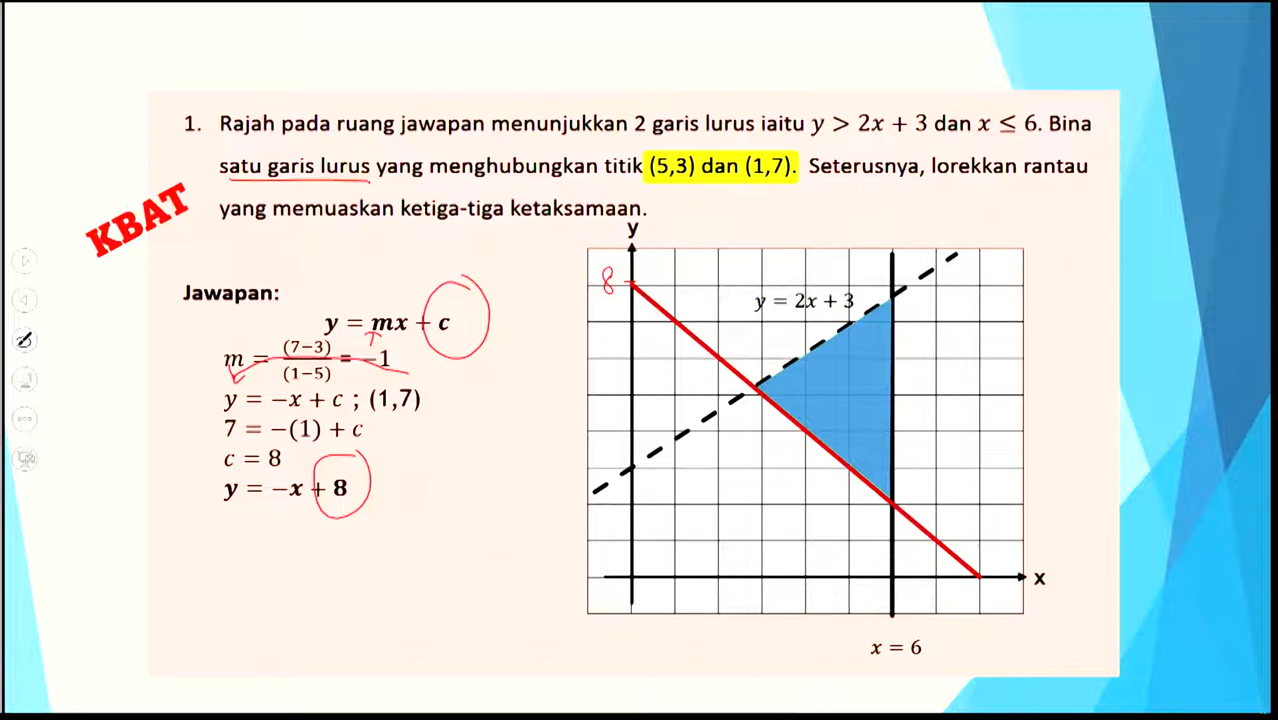 1. Rajah pada ruang jawapan menunjukkan 2 garis lurus iaitu y > 2x + 3 dan x ≤ 6. Bina
satu garis lurus yang menghubungkan titik (5,3) dan (1,7). Seterusnya, lorekkan rantau
yang memuaskan ketiga-tiga ketaksamaan.
KBAT
Jawapan:
y = mx + c
m = (7−3)/(1−5) = −1
y = −x + c ; (1,7)
7 = −(1) + c
c = 8
y = −x + 8
y
8
y = 2x + 3
x
x = 6